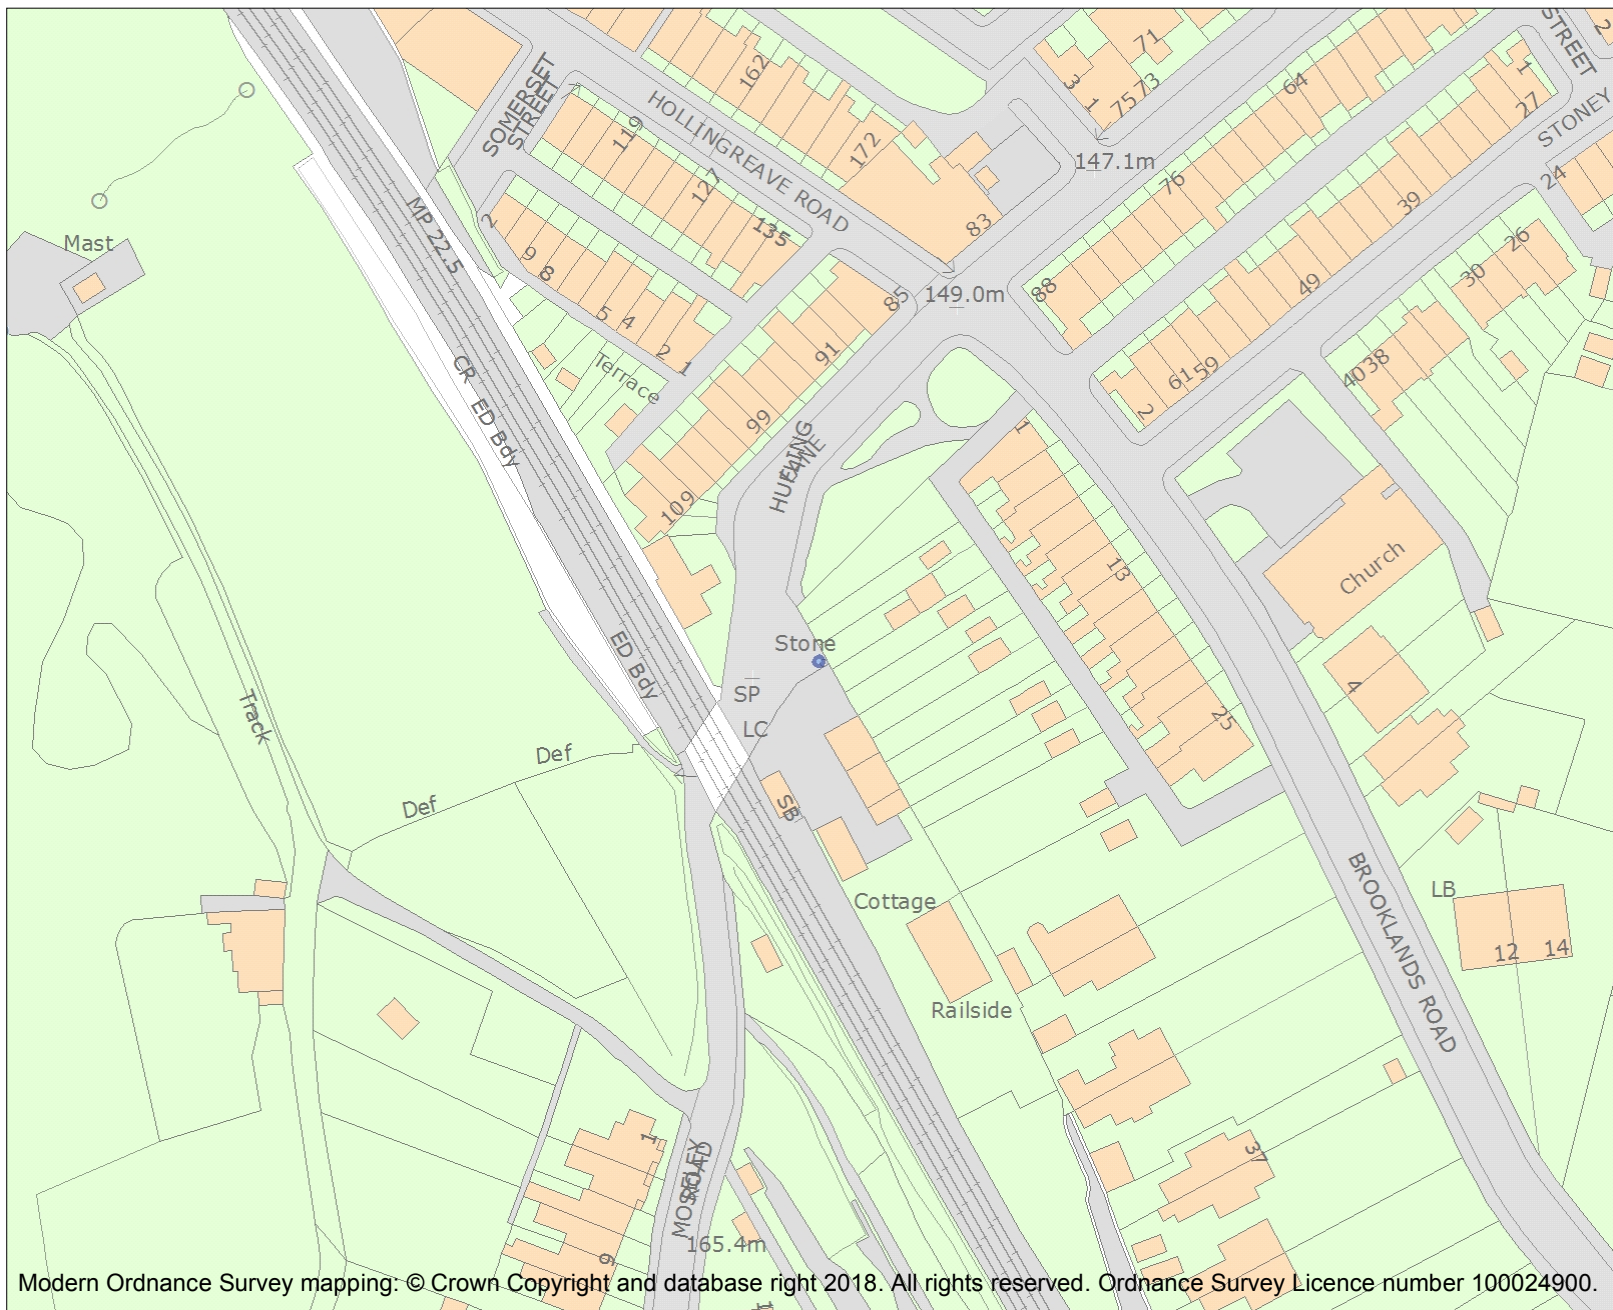 SOMERSET
STREET
162
HOLLINGREAVE ROAD
119
127
135
172
71
3
1
75
73
64
STREET
2
1
27
STONEY
147.1m
76
83
39
24
26
30
49
88
149.0m
85
38
40
61
59
2
Mast
MP 22.5
2
9
8
5
4
2
1
Terrace
91
99
109
HUFFLING
LANE
CR
ED Bdy
1
13
25
Church
4
Stone
SP
LC
SB
ED Bdy
Track
Def
Def
Cottage
Railside
BROOKLANDS ROAD
LB
12
14
37
1
9
MOSELEY
ROAD
165.4m
Modern Ordnance Survey mapping: © Crown Copyright and database right 2018. All rights reserved. Ordnance Survey Licence number 100024900.